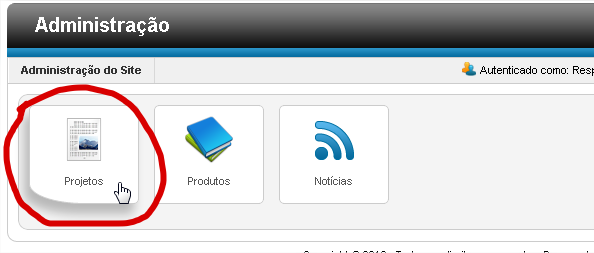 Administração
Administração do Site
Autenticado como: Resp
Projetos
Produtos
Notícias